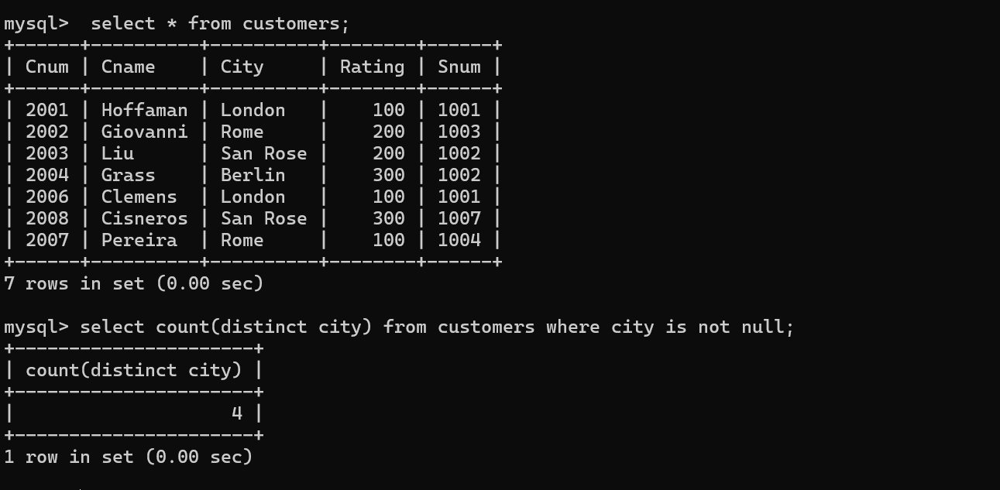 mysql>  select * from customers;
+------+----------+----------+--------+------+
| Cnum | Cname    | City     | Rating | Snum |
+------+----------+----------+--------+------+
| 2001 | Hoffaman | London   |    100 | 1001 |
| 2002 | Giovanni | Rome     |    200 | 1003 |
| 2003 | Liu      | San Rose |    200 | 1002 |
| 2004 | Grass    | Berlin   |    300 | 1002 |
| 2006 | Clemens  | London   |    100 | 1001 |
| 2008 | Cisneros | San Rose |    300 | 1007 |
| 2007 | Pereira  | Rome     |    100 | 1004 |
+------+----------+----------+--------+------+
7 rows in set (0.00 sec)

mysql> select count(distinct city) from customers where city is not null;
+----------------------+
| count(distinct city) |
+----------------------+
|                    4 |
+----------------------+
1 row in set (0.00 sec)